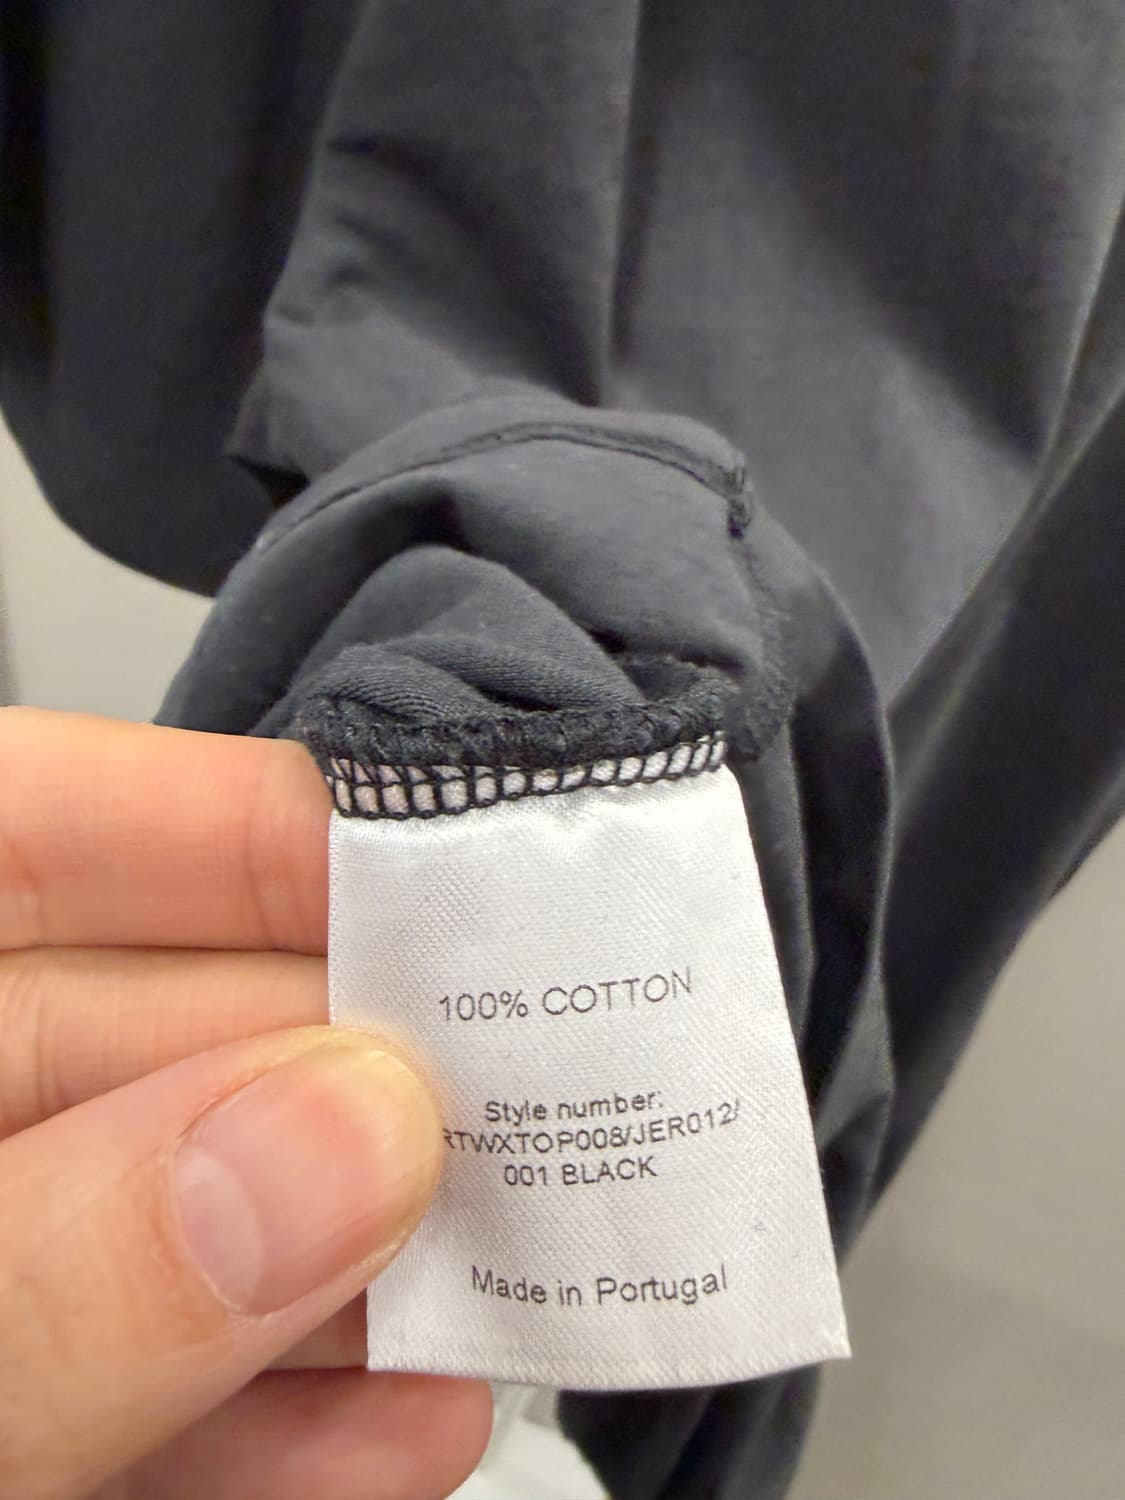 100% COTTON
Style number:
RTWXTOP008/JER012/
001 BLACK
Made in Portugal